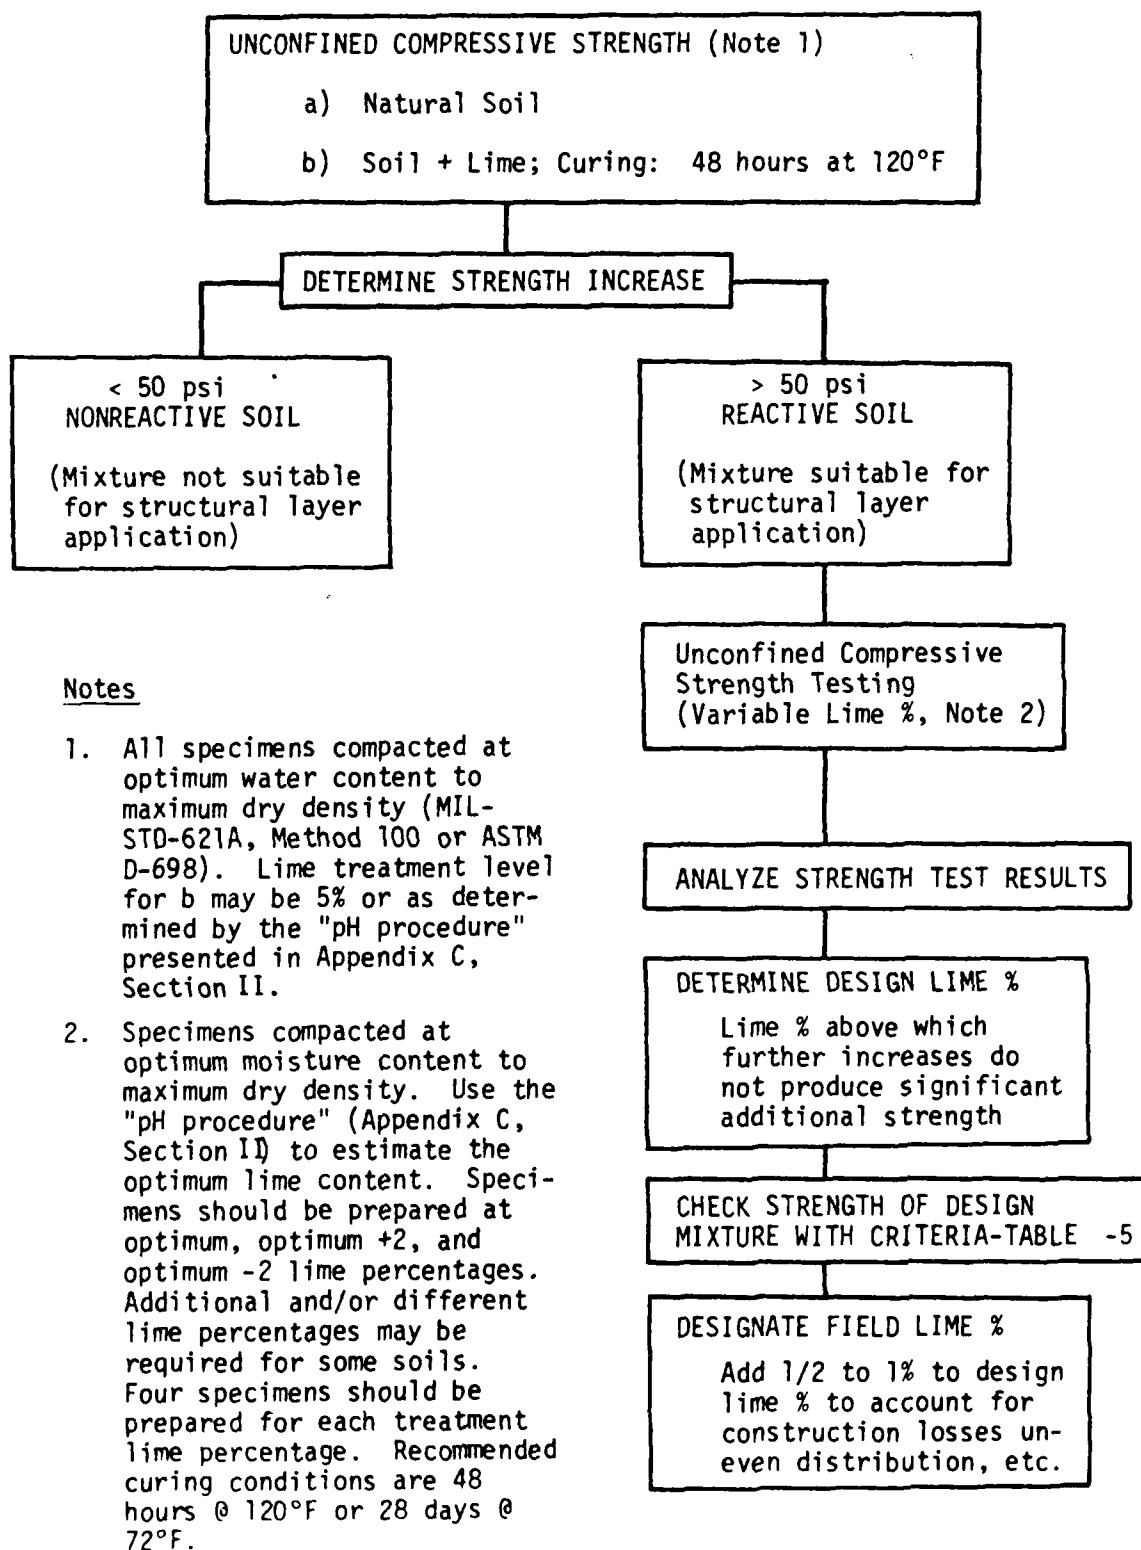 UNCONFINED COMPRESSIVE STRENGTH (Note 1)
a) Natural Soil
b) Soil + Lime; Curing: 48 hours at 120°F
DETERMINE STRENGTH INCREASE
< 50 psi
NONREACTIVE SOIL
(Mixture not suitable
for structural layer
application)
> 50 psi
REACTIVE SOIL
(Mixture suitable for
structural layer
application)
Unconfined Compressive
Strength Testing
(Variable Lime %, Note 2)
ANALYZE STRENGTH TEST RESULTS
DETERMINE DESIGN LIME %
Lime % above which
further increases do
not produce significant
additional strength
CHECK STRENGTH OF DESIGN
MIXTURE WITH CRITERIA-TABLE -5
DESIGNATE FIELD LIME %
Add 1/2 to 1% to design
lime % to account for
construction losses un-
even distribution, etc.
Notes
1. All specimens compacted at
optimum water content to
maximum dry density (MIL-
STD-621A, Method 100 or ASTM
D-698). Lime treatment level
for b may be 5% or as deter-
mined by the "pH procedure"
presented in Appendix C,
Section II.
2. Specimens compacted at
optimum moisture content to
maximum dry density. Use the
"pH procedure" (Appendix C,
Section II) to estimate the
optimum lime content. Speci-
mens should be prepared at
optimum, optimum +2, and
optimum -2 lime percentages.
Additional and/or different
lime percentages may be
required for some soils.
Four specimens should be
prepared for each treatment
lime percentage. Recommended
curing conditions are 48
hours @ 120°F or 28 days @
72°F.